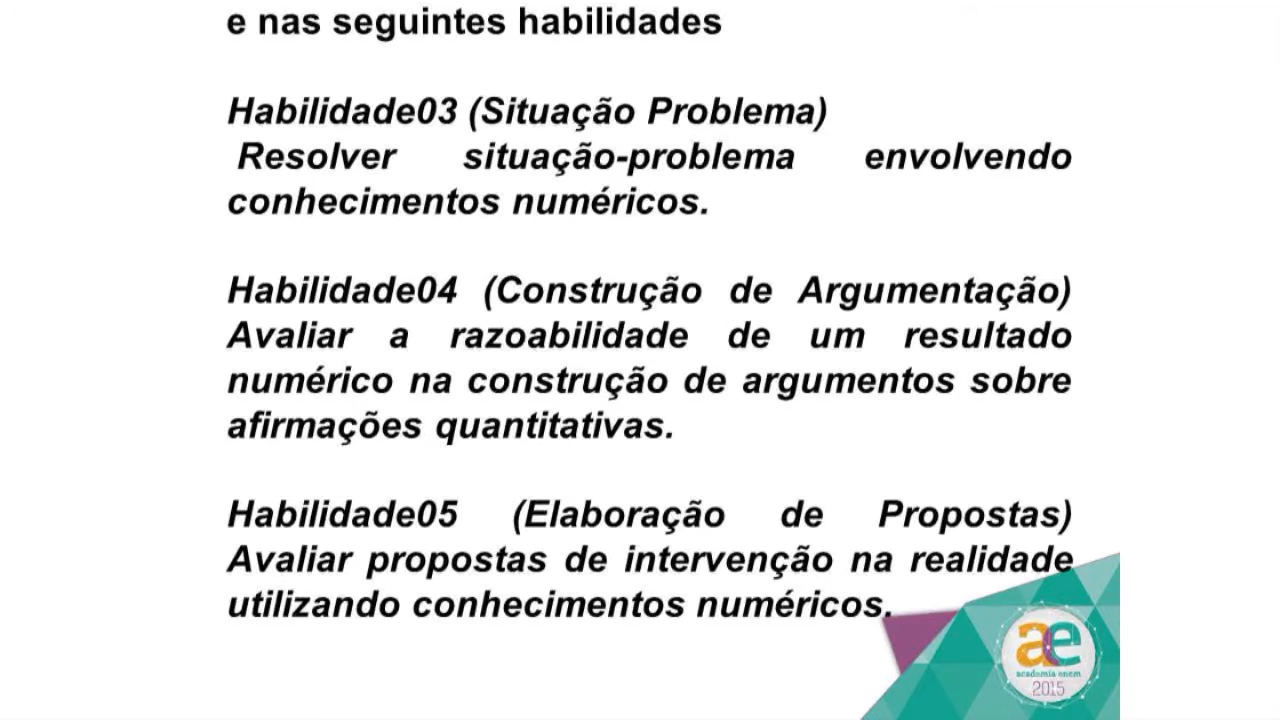 e nas seguintes habilidades
Habilidade03 (Situação Problema)
Resolver situação-problema envolvendo
conhecimentos numéricos.
Habilidade04 (Construção de Argumentação)
Avaliar a razoabilidade de um resultado
numérico na construção de argumentos sobre
afirmações quantitativas.
Habilidade05 (Elaboração de Propostas)
Avaliar propostas de intervenção na realidade
utilizando conhecimentos numéricos.
ae
academia enem
2015